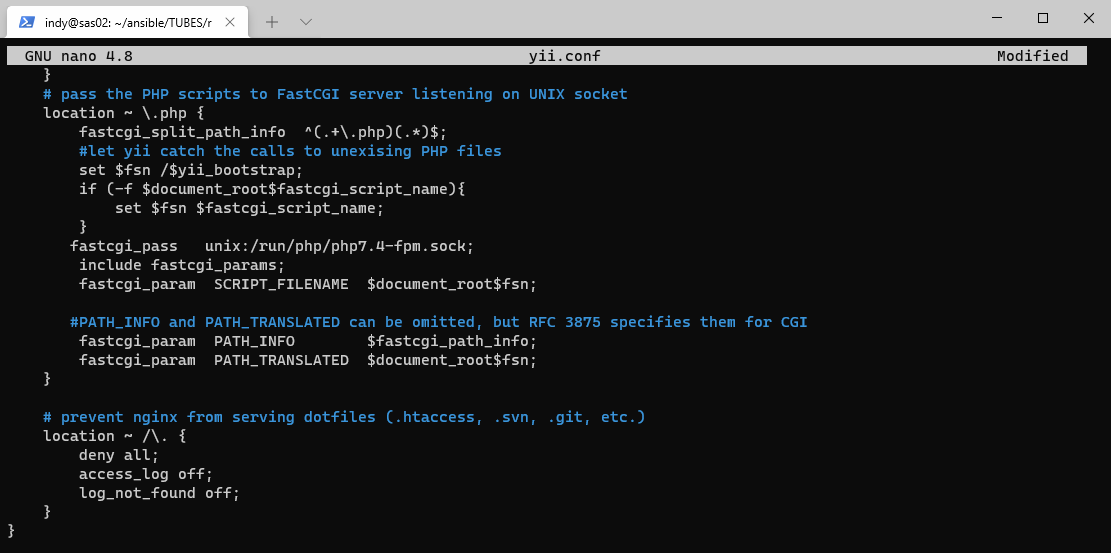 indy@sas02: ~/ansible/TUBES/r
GNU nano 4.8 yii.conf Modified
    }
    # pass the PHP scripts to FastCGI server listening on UNIX socket
    location ~ \.php {
        fastcgi_split_path_info  ^(.+\.php)(.*)$;
        #let yii catch the calls to unexising PHP files
        set $fsn /$yii_bootstrap;
        if (-f $document_root$fastcgi_script_name){
            set $fsn $fastcgi_script_name;
        }
       fastcgi_pass   unix:/run/php/php7.4-fpm.sock;
        include fastcgi_params;
        fastcgi_param  SCRIPT_FILENAME  $document_root$fsn;

       #PATH_INFO and PATH_TRANSLATED can be omitted, but RFC 3875 specifies them for CGI
        fastcgi_param  PATH_INFO        $fastcgi_path_info;
        fastcgi_param  PATH_TRANSLATED  $document_root$fsn;
    }

    # prevent nginx from serving dotfiles (.htaccess, .svn, .git, etc.)
    location ~ /\. {
        deny all;
        access_log off;
        log_not_found off;
    }
}